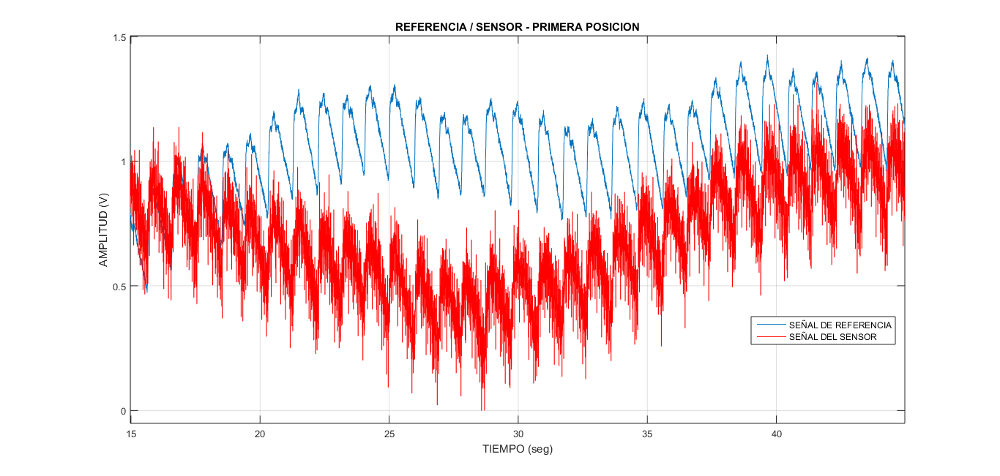 REFERENCIA / SENSOR - PRIMERA POSICION
1.5
1
0.5
0
AMPLITUD (V)
15 20 25 30 35 40
TIEMPO (seg)
SEÑAL DE REFERENCIA
SEÑAL DEL SENSOR